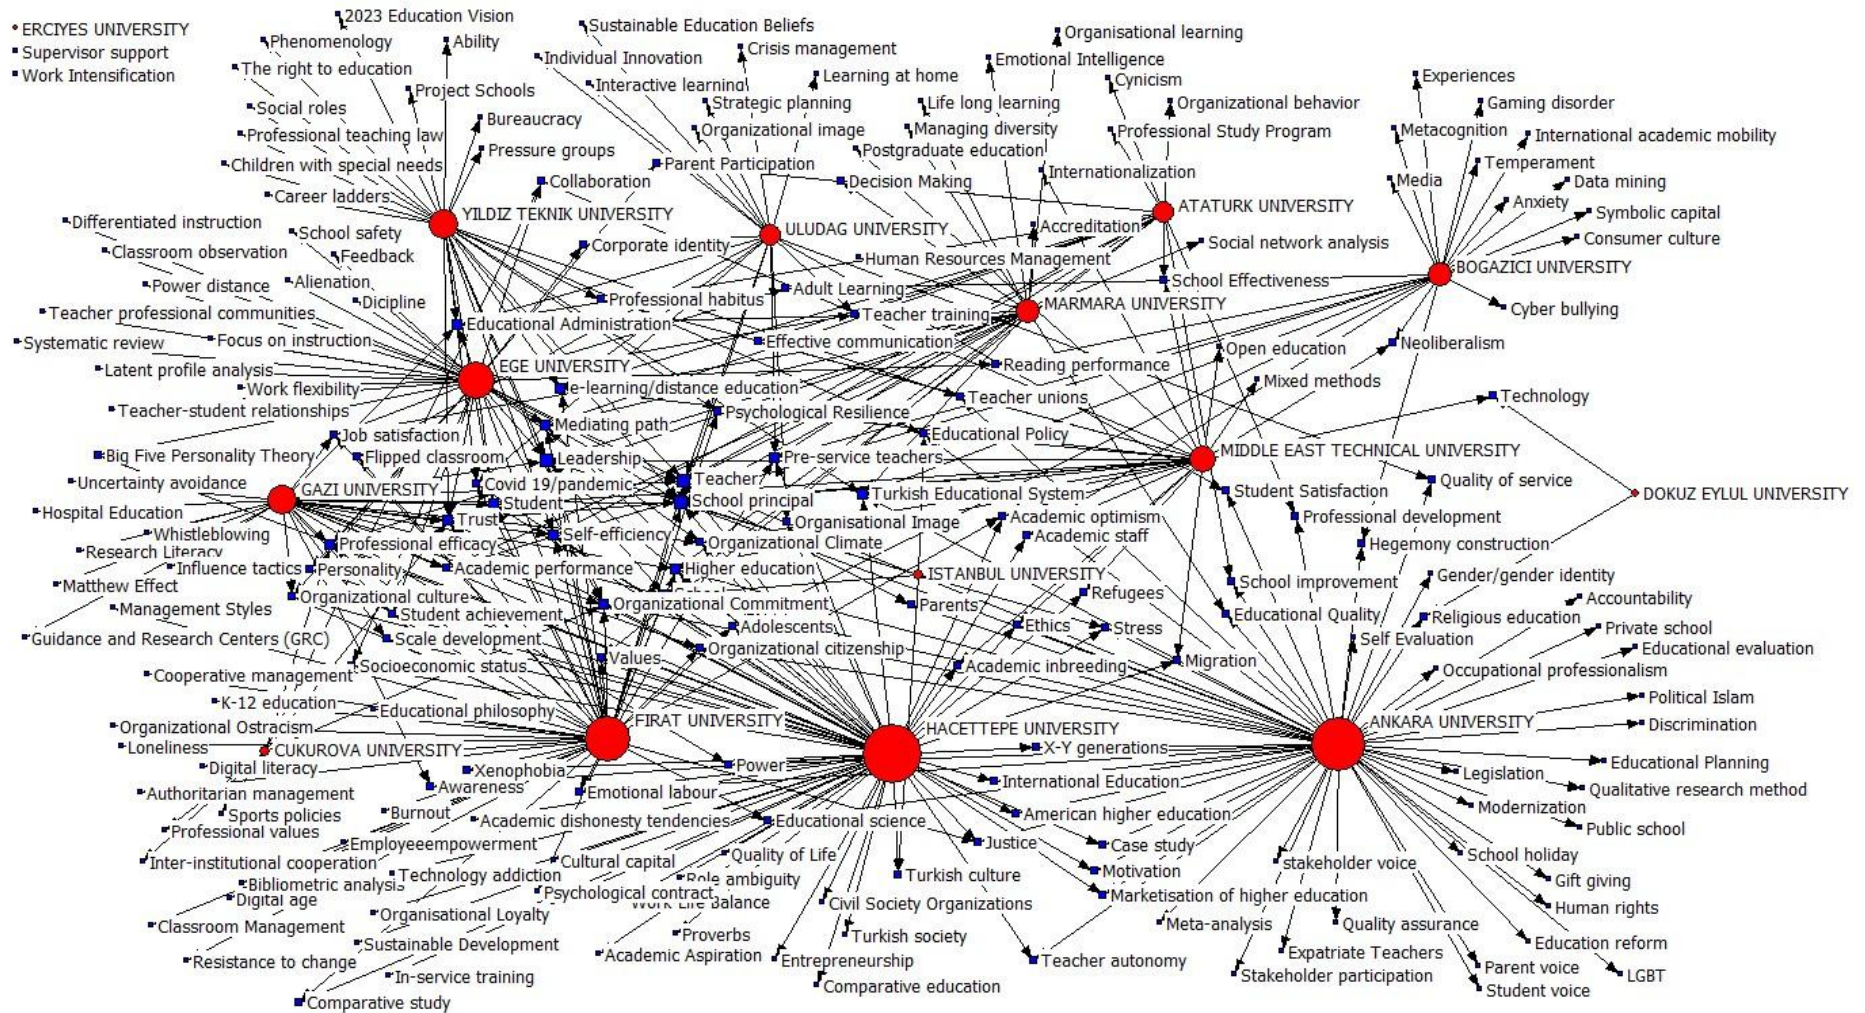 2023 Education Vision
Sustainable Education Beliefs
ERCIYES UNIVERSITY
Phenomenology
Ability
Crisis management
Organisational learning
Supervisor support
Individual Innovation
Emotional Intelligence
Work Intensification
The right to education
Learning at home
Cynicism
Experiences
Project Schools
Interactive learning
Social roles
Strategic planning
Life long learning
Organizational behavior
Gaming disorder
Bureaucracy
Professional teaching law
Organizational image
Managing diversity
Professional Study Program
Metacognition
International academic mobility
Pressure groups
Postgraduate education
Children with special needs
Parent Participation
Temperament
Collaboration
Decision Making
Internationalization
Media
Data mining
Career ladders
Anxiety
YILDIZ TEKNIK UNIVERSITY
ATATURK UNIVERSITY
Symbolic capital
Differentiated instruction
School safety
ULUDAG UNIVERSITY
Accreditation
Consumer culture
Classroom observation
Feedback
Corporate identity
Human Resources Management
Social network analysis
BOGAZICI UNIVERSITY
Power distance
Alienation
Adult Learning
School Effectiveness
Dicipline
Professional habitus
MARMARA UNIVERSITY
Cyber bullying
Teacher professional communities
Educational Administration
Teacher training
Systematic review
Focus on instruction
Effective communication
Open education
Neoliberalism
Latent profile analysis
EGE UNIVERSITY
Reading performance
Work flexibility
e-learning/distance education
Mixed methods
Teacher-student relationships
Psychological Resilience
Teacher unions
Technology
Job satisfaction
Mediating path
Educational Policy
Big Five Personality Theory
Flipped classroom
Leadership
Pre-service teachers
MIDDLE EAST TECHNICAL UNIVERSITY
Uncertainty avoidance
GAZI UNIVERSITY
Covid 19/pandemic
Teacher
Quality of service
Student
School principal
Turkish Educational System
Student Satisfaction
DOKUZ EYLUL UNIVERSITY
Hospital Education
Trust
Organisational Image
Academic optimism
Professional development
Whistleblowing
Professional efficacy
Self-efficiency
Organizational Climate
Academic staff
Hegemony construction
Research Literacy
Influence tactics
Personality
Academic performance
Higher education
ISTANBUL UNIVERSITY
Gender/gender identity
Matthew Effect
Organizational culture
Refugees
School improvement
Accountability
Management Styles
Student achievement
Organizational Commitment
Parents
Educational Quality
Religious education
Private school
Guidance and Research Centers (GRC)
Scale development
Adolescents
Ethics
Stress
Self Evaluation
Educational evaluation
Socioeconomic status
Values
Organizational citizenship
Academic inbreeding
Migration
Occupational professionalism
Cooperative management
K-12 education
Educational philosophy
Political Islam
Organizational Ostracism
FIRAT UNIVERSITY
HACETTEPE UNIVERSITY
ANKARA UNIVERSITY
Discrimination
Loneliness
CUKUROVA UNIVERSITY
X-Y generations
Digital literacy
Xenophobia
Power
Legislation
Educational Planning
Authoritarian management
Awareness
Emotional labour
International Education
Qualitative research method
Sports policies
Burnout
Academic dishonesty tendencies
Educational science
American higher education
Modernization
Public school
Professional values
Employeeempowerment
Justice
Case study
Inter-institutional cooperation
Cultural capital
Quality of Life
stakeholder voice
School holiday
Bibliometric analysis
Technology addiction
Role ambiguity
Turkish culture
Motivation
Gift giving
Digital age
Psychological contract
Work Life Balance
Civil Society Organizations
Marketisation of higher education
Human rights
Classroom Management
Organisational Loyalty
Proverbs
Turkish society
Meta-analysis
Quality assurance
Sustainable Development
Academic Aspiration
Expatriate Teachers
Education reform
Resistance to change
Entrepreneurship
Teacher autonomy
Parent voice
In-service training
Comparative education
Stakeholder participation
LGBT
Comparative study
Student voice